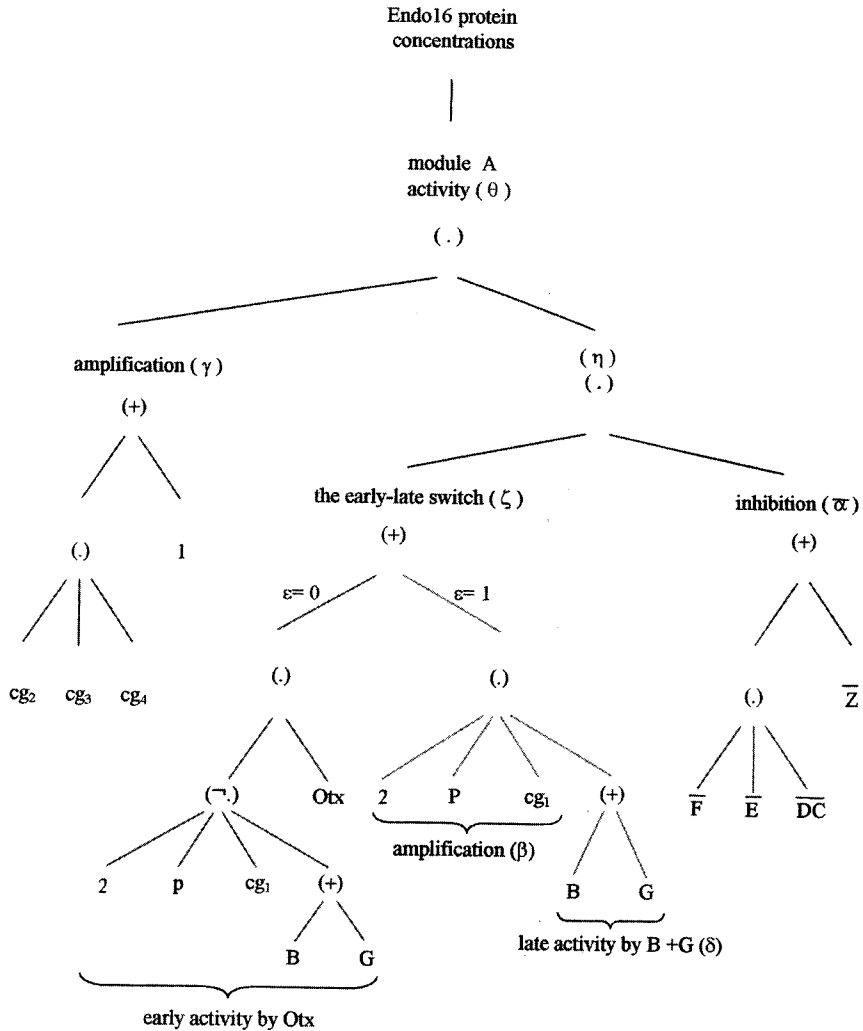 Endo16 protein
concentrations
module A
activity ( θ )
( . )
amplification ( γ )
(+)
( η )
( . )
the early-late switch ( ζ )
(+)
inhibition ( α̅ )
(+)
(.)
1
ε= 0
ε= 1
cg₂ cg₃ cg₄
(.)
(.)
(.)
Z̅
(¬.)
Otx
2 P cg₁ (+)
F̅ E̅ D̅C̅
amplification (β)
2 p cg₁ (+)
B G
B G
late activity by B +G (δ)
early activity by Otx